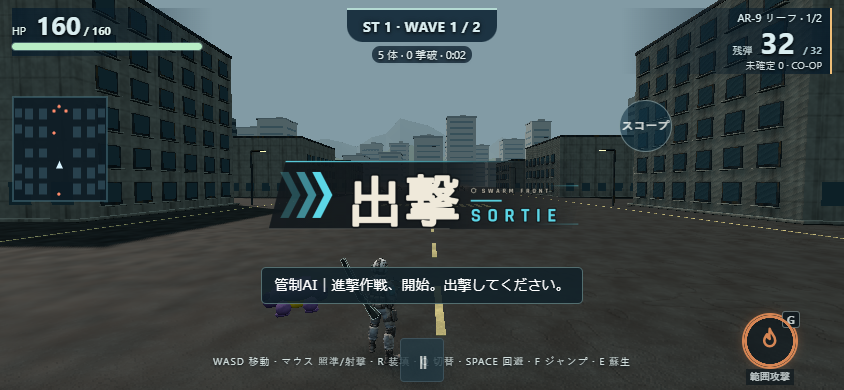 HP 160 / 160
ST 1 · WAVE 1 / 2
5 体 · 0 撃破 · 0:02
AR-9 リーフ · 1/2
残弾 32 / 32
未確定 0 · CO-OP
スコープ
出撃
SWARM FRONT
SORTIE
管制AI｜進撃作戦、開始。出撃してください。
WASD 移動 · マウス 照準/射撃 · R 装 切替 · SPACE 回避 · F ジャンプ · E 蘇生
G
範囲攻撃